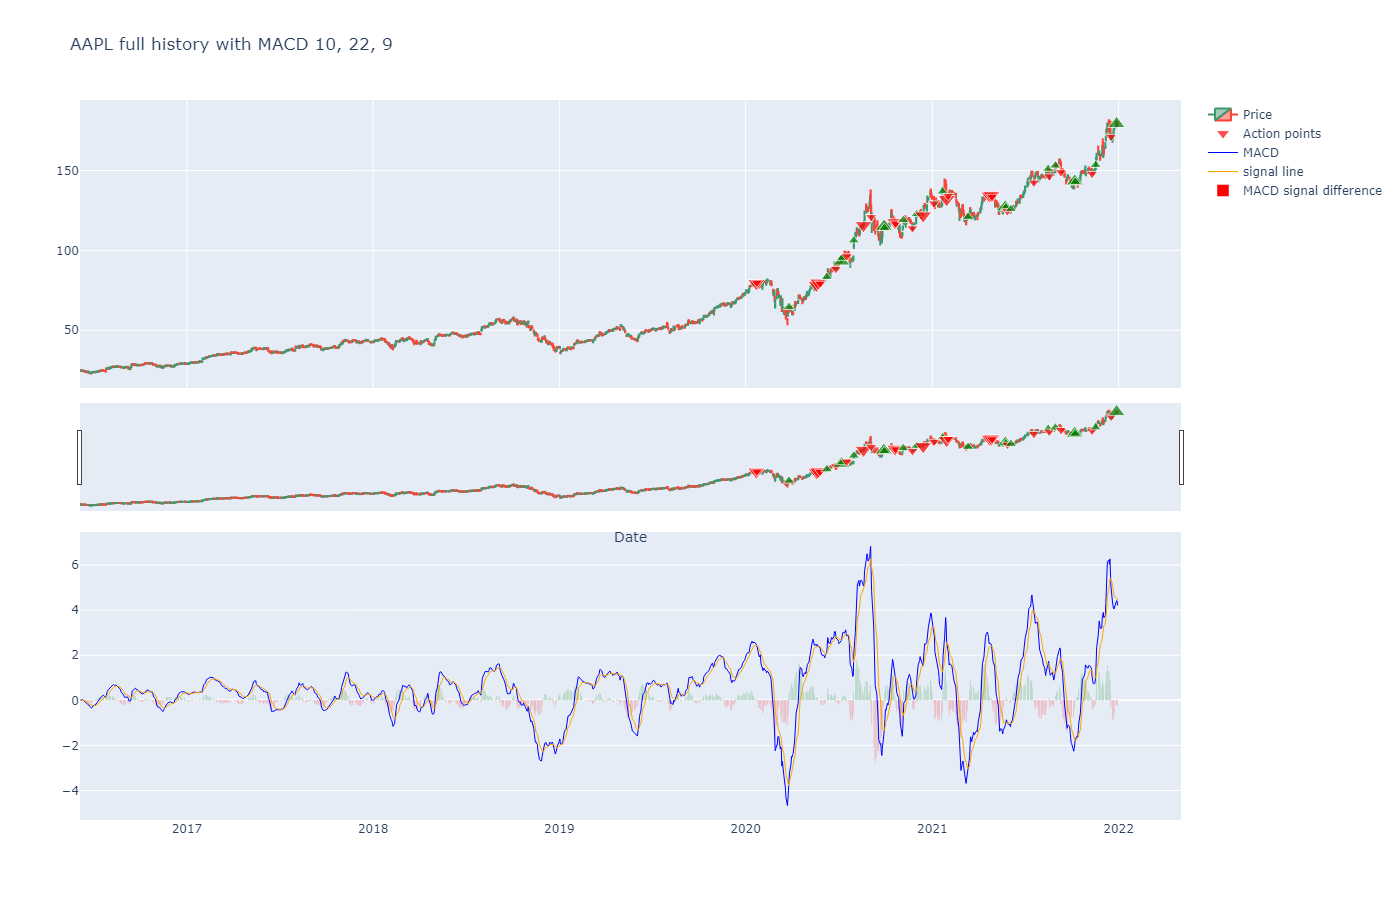 AAPL full history with MACD 10, 22, 9
150
100
50
Price
Action points
MACD
signal line
MACD signal difference
Date
6
4
2
0
−2
−4
2017
2018
2019
2020
2021
2022